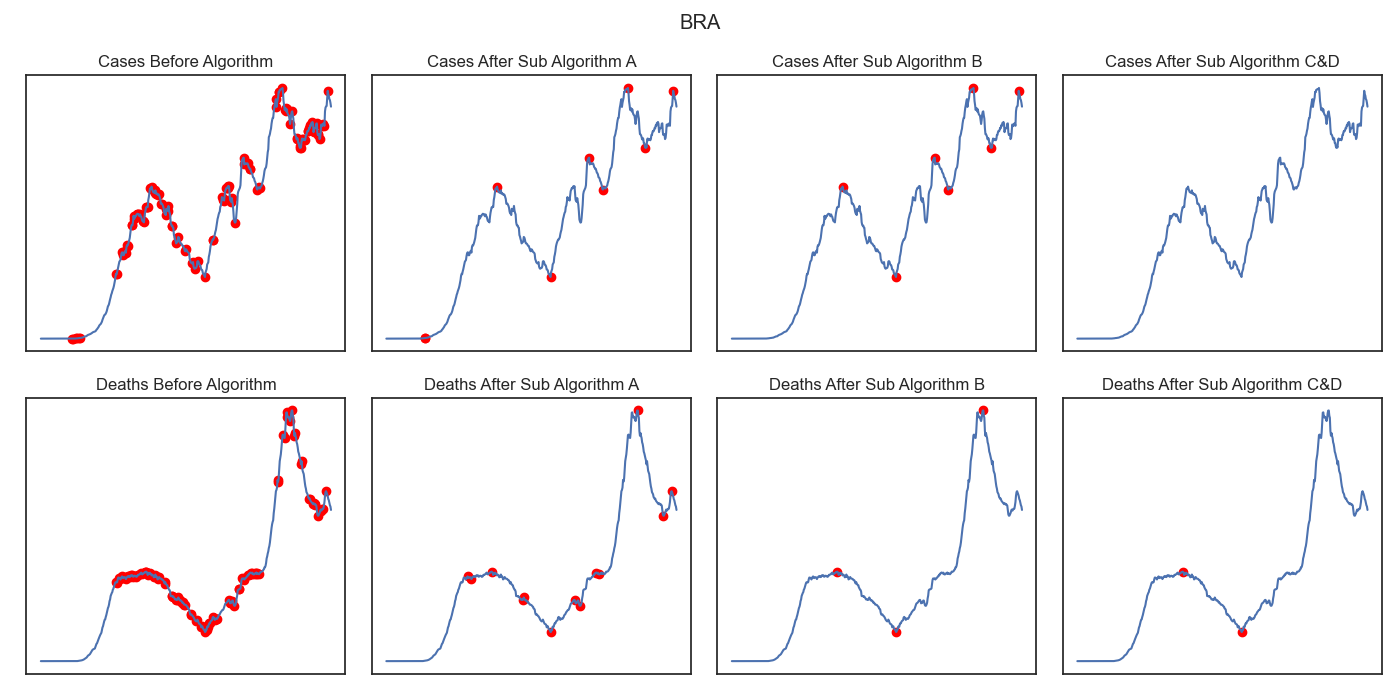 BRA
Cases Before Algorithm
Cases After Sub Algorithm A
Cases After Sub Algorithm B
Cases After Sub Algorithm C&D
Deaths Before Algorithm
Deaths After Sub Algorithm A
Deaths After Sub Algorithm B
Deaths After Sub Algorithm C&D